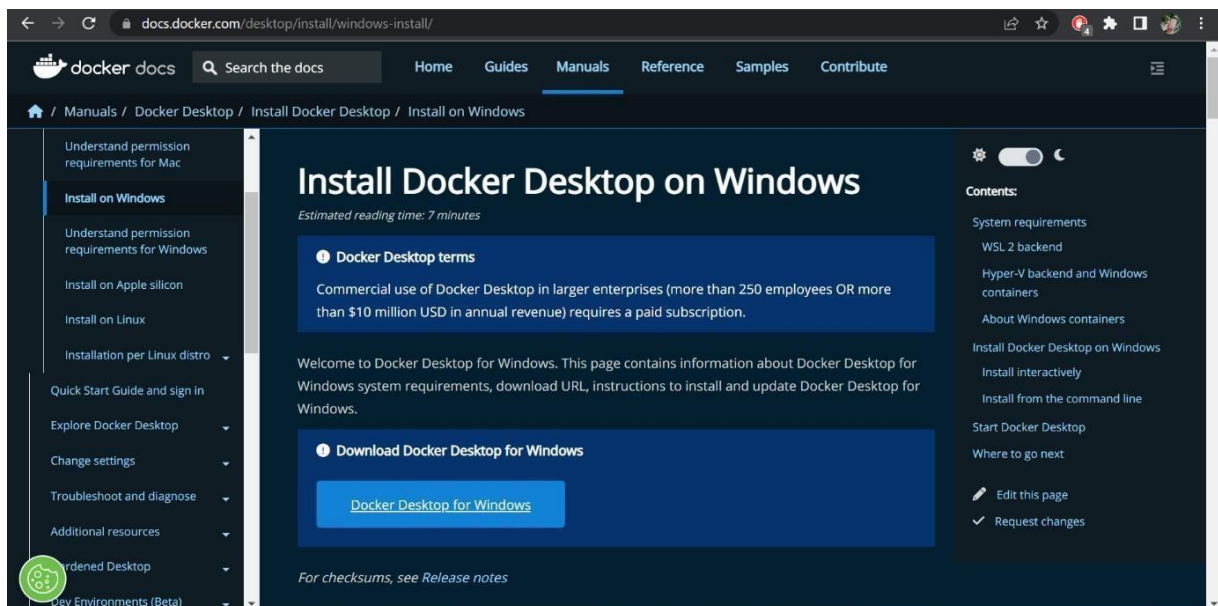 docs.docker.com/desktop/install/windows-install/
4
docker docs
Search the docs
Home Guides Manuals Reference Samples Contribute
/ Manuals / Docker Desktop / Install Docker Desktop / Install on Windows
Understand permission
requirements for Mac
Install on Windows
Understand permission
requirements for Windows
Install on Apple silicon
Install on Linux
Installation per Linux distro
Quick Start Guide and sign in
Explore Docker Desktop
Change settings
Troubleshoot and diagnose
Additional resources
rdened Desktop
Dev Environments (Beta)
Install Docker Desktop on Windows
Estimated reading time: 7 minutes
Docker Desktop terms
Commercial use of Docker Desktop in larger enterprises (more than 250 employees OR more
than $10 million USD in annual revenue) requires a paid subscription.
Welcome to Docker Desktop for Windows. This page contains information about Docker Desktop for
Windows system requirements, download URL, instructions to install and update Docker Desktop for
Windows.
Download Docker Desktop for Windows
Docker Desktop for Windows
For checksums, see Release notes
Contents:
System requirements
WSL 2 backend
Hyper-V backend and Windows
containers
About Windows containers
Install Docker Desktop on Windows
Install interactively
Install from the command line
Start Docker Desktop
Where to go next
Edit this page
Request changes